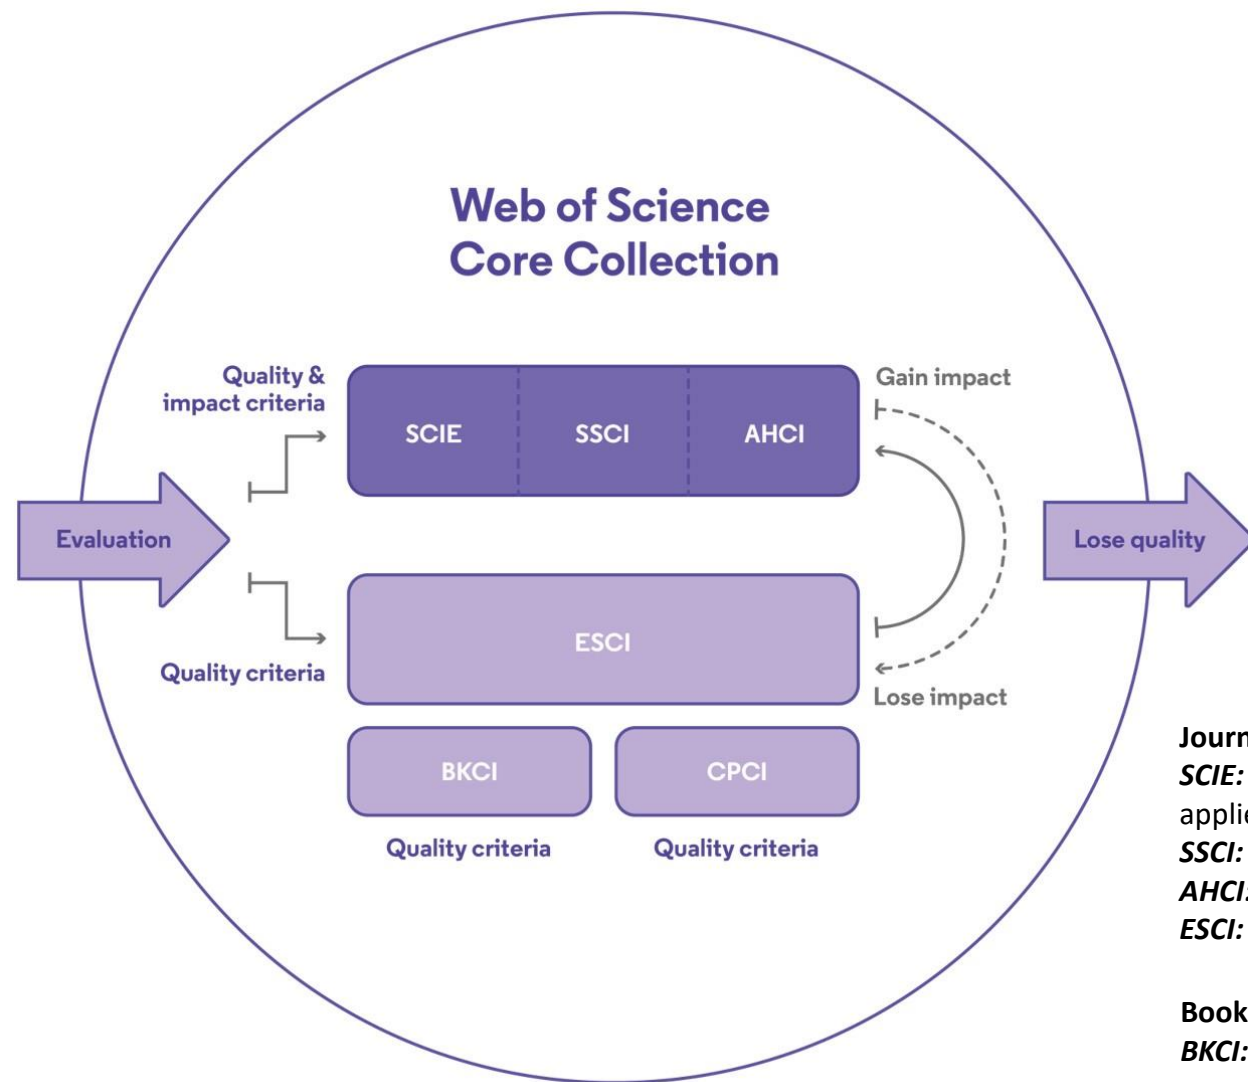 Web of Science
Core Collection
Quality &
impact criteria
Gain impact
SCIE
SSCI
AHCI
Evaluation
Lose quality
ESCI
Quality criteria
Lose impact
BKCI
CPCI
Quality criteria
Quality criteria
SCIE:
SSCI:
ESCI:
Book
BKCI: